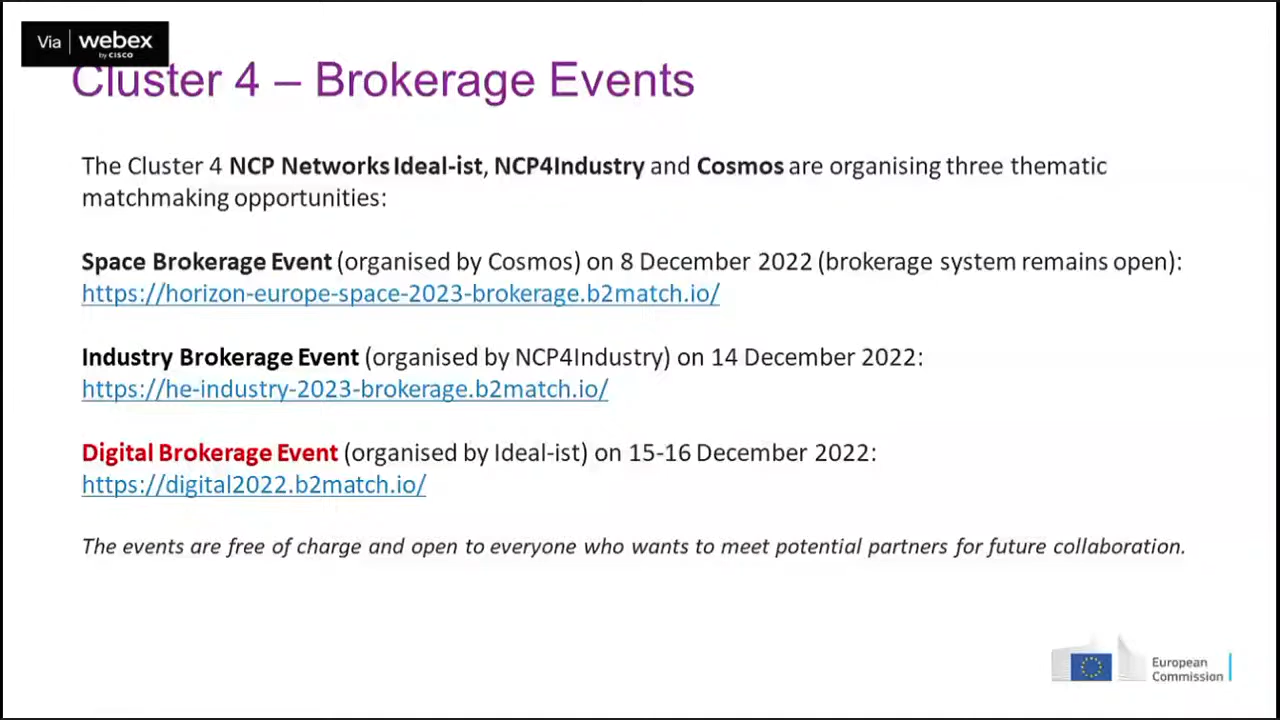 Via webex
by CISCO
Cluster 4 – Brokerage Events
The Cluster 4 NCP Networks Ideal-ist, NCP4Industry and Cosmos are organising three thematic
matchmaking opportunities:
Space Brokerage Event (organised by Cosmos) on 8 December 2022 (brokerage system remains open):
https://horizon-europe-space-2023-brokerage.b2match.io/
Industry Brokerage Event (organised by NCP4Industry) on 14 December 2022:
https://he-industry-2023-brokerage.b2match.io/
Digital Brokerage Event (organised by Ideal-ist) on 15-16 December 2022:
https://digital2022.b2match.io/
The events are free of charge and open to everyone who wants to meet potential partners for future collaboration.
European
Commission